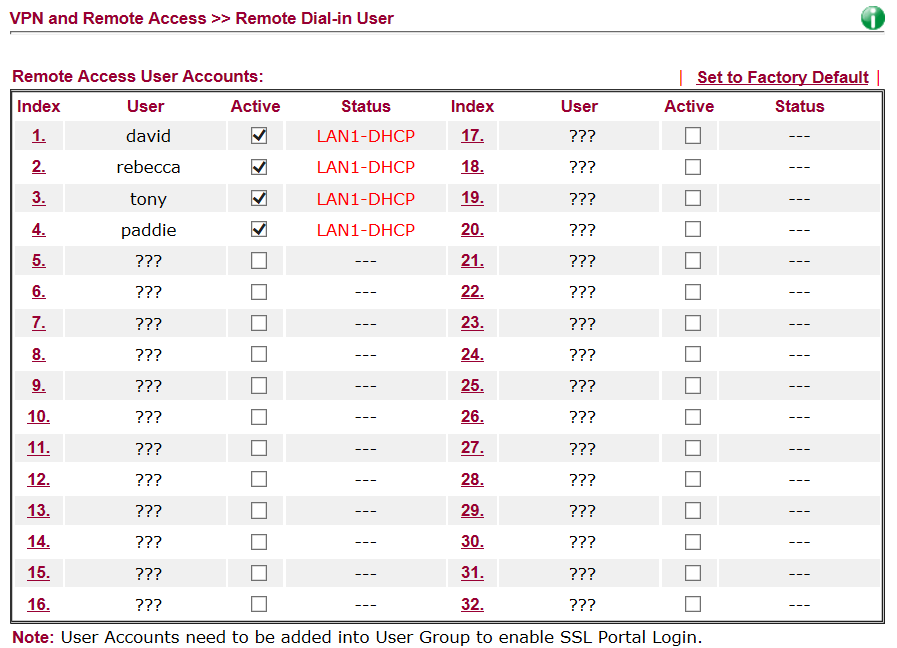 VPN and Remote Access >> Remote Dial-in User
Remote Access User Accounts: | Set to Factory Default |
Index User Active Status Index User Active Status
1. david LAN1-DHCP 17. ??? ---
2. rebecca LAN1-DHCP 18. ??? ---
3. tony LAN1-DHCP 19. ??? ---
4. paddie LAN1-DHCP 20. ??? ---
5. ??? --- 21. ??? ---
6. ??? --- 22. ??? ---
7. ??? --- 23. ??? ---
8. ??? --- 24. ??? ---
9. ??? --- 25. ??? ---
10. ??? --- 26. ??? ---
11. ??? --- 27. ??? ---
12. ??? --- 28. ??? ---
13. ??? --- 29. ??? ---
14. ??? --- 30. ??? ---
15. ??? --- 31. ??? ---
16. ??? --- 32. ??? ---
Note: User Accounts need to be added into User Group to enable SSL Portal Login.